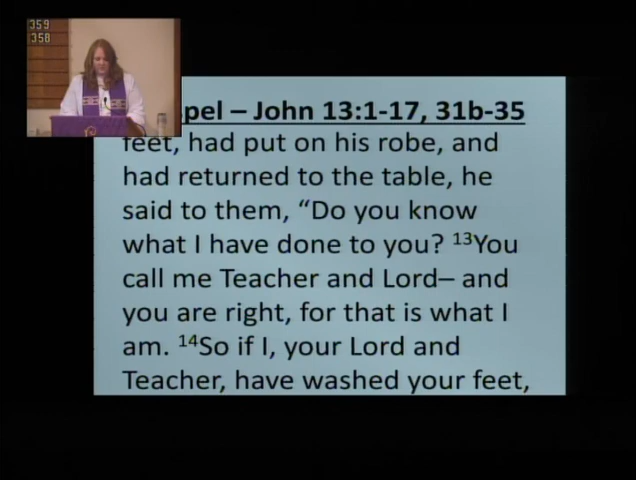 359
358
pel – John 13:1-17, 31b-35
feet, had put on his robe, and
had returned to the table, he
said to them, “Do you know
what I have done to you? ¹³You
call me Teacher and Lord– and
you are right, for that is what I
am. ¹⁴So if I, your Lord and
Teacher, have washed your feet,